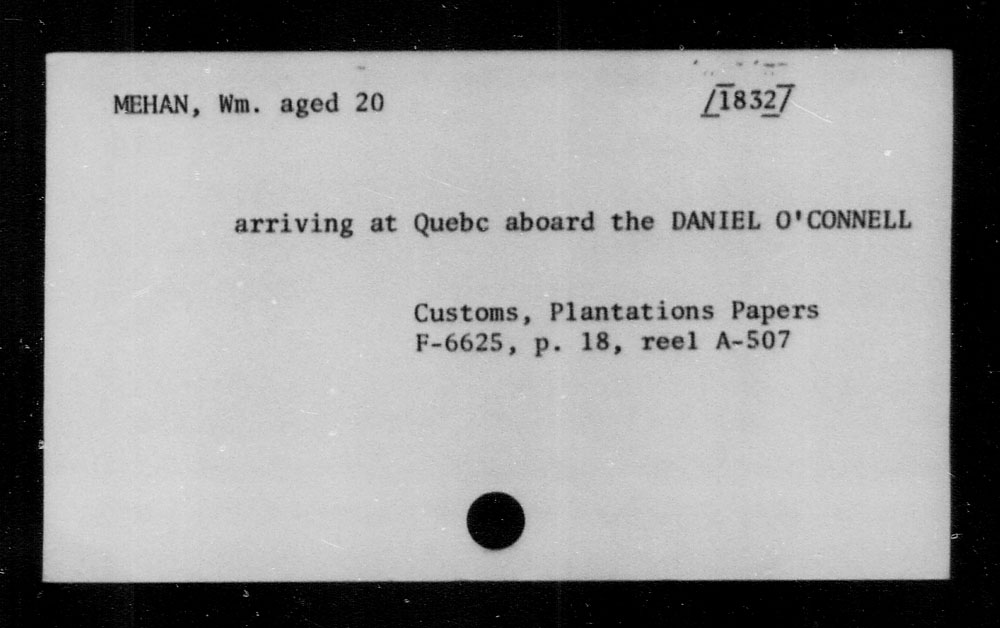 MEHAN, Wm. aged 20 [1832]
arriving at Quebc aboard the DANIEL O'CONNELL
Customs, Plantations Papers
F-6625, p. 18, reel A-507